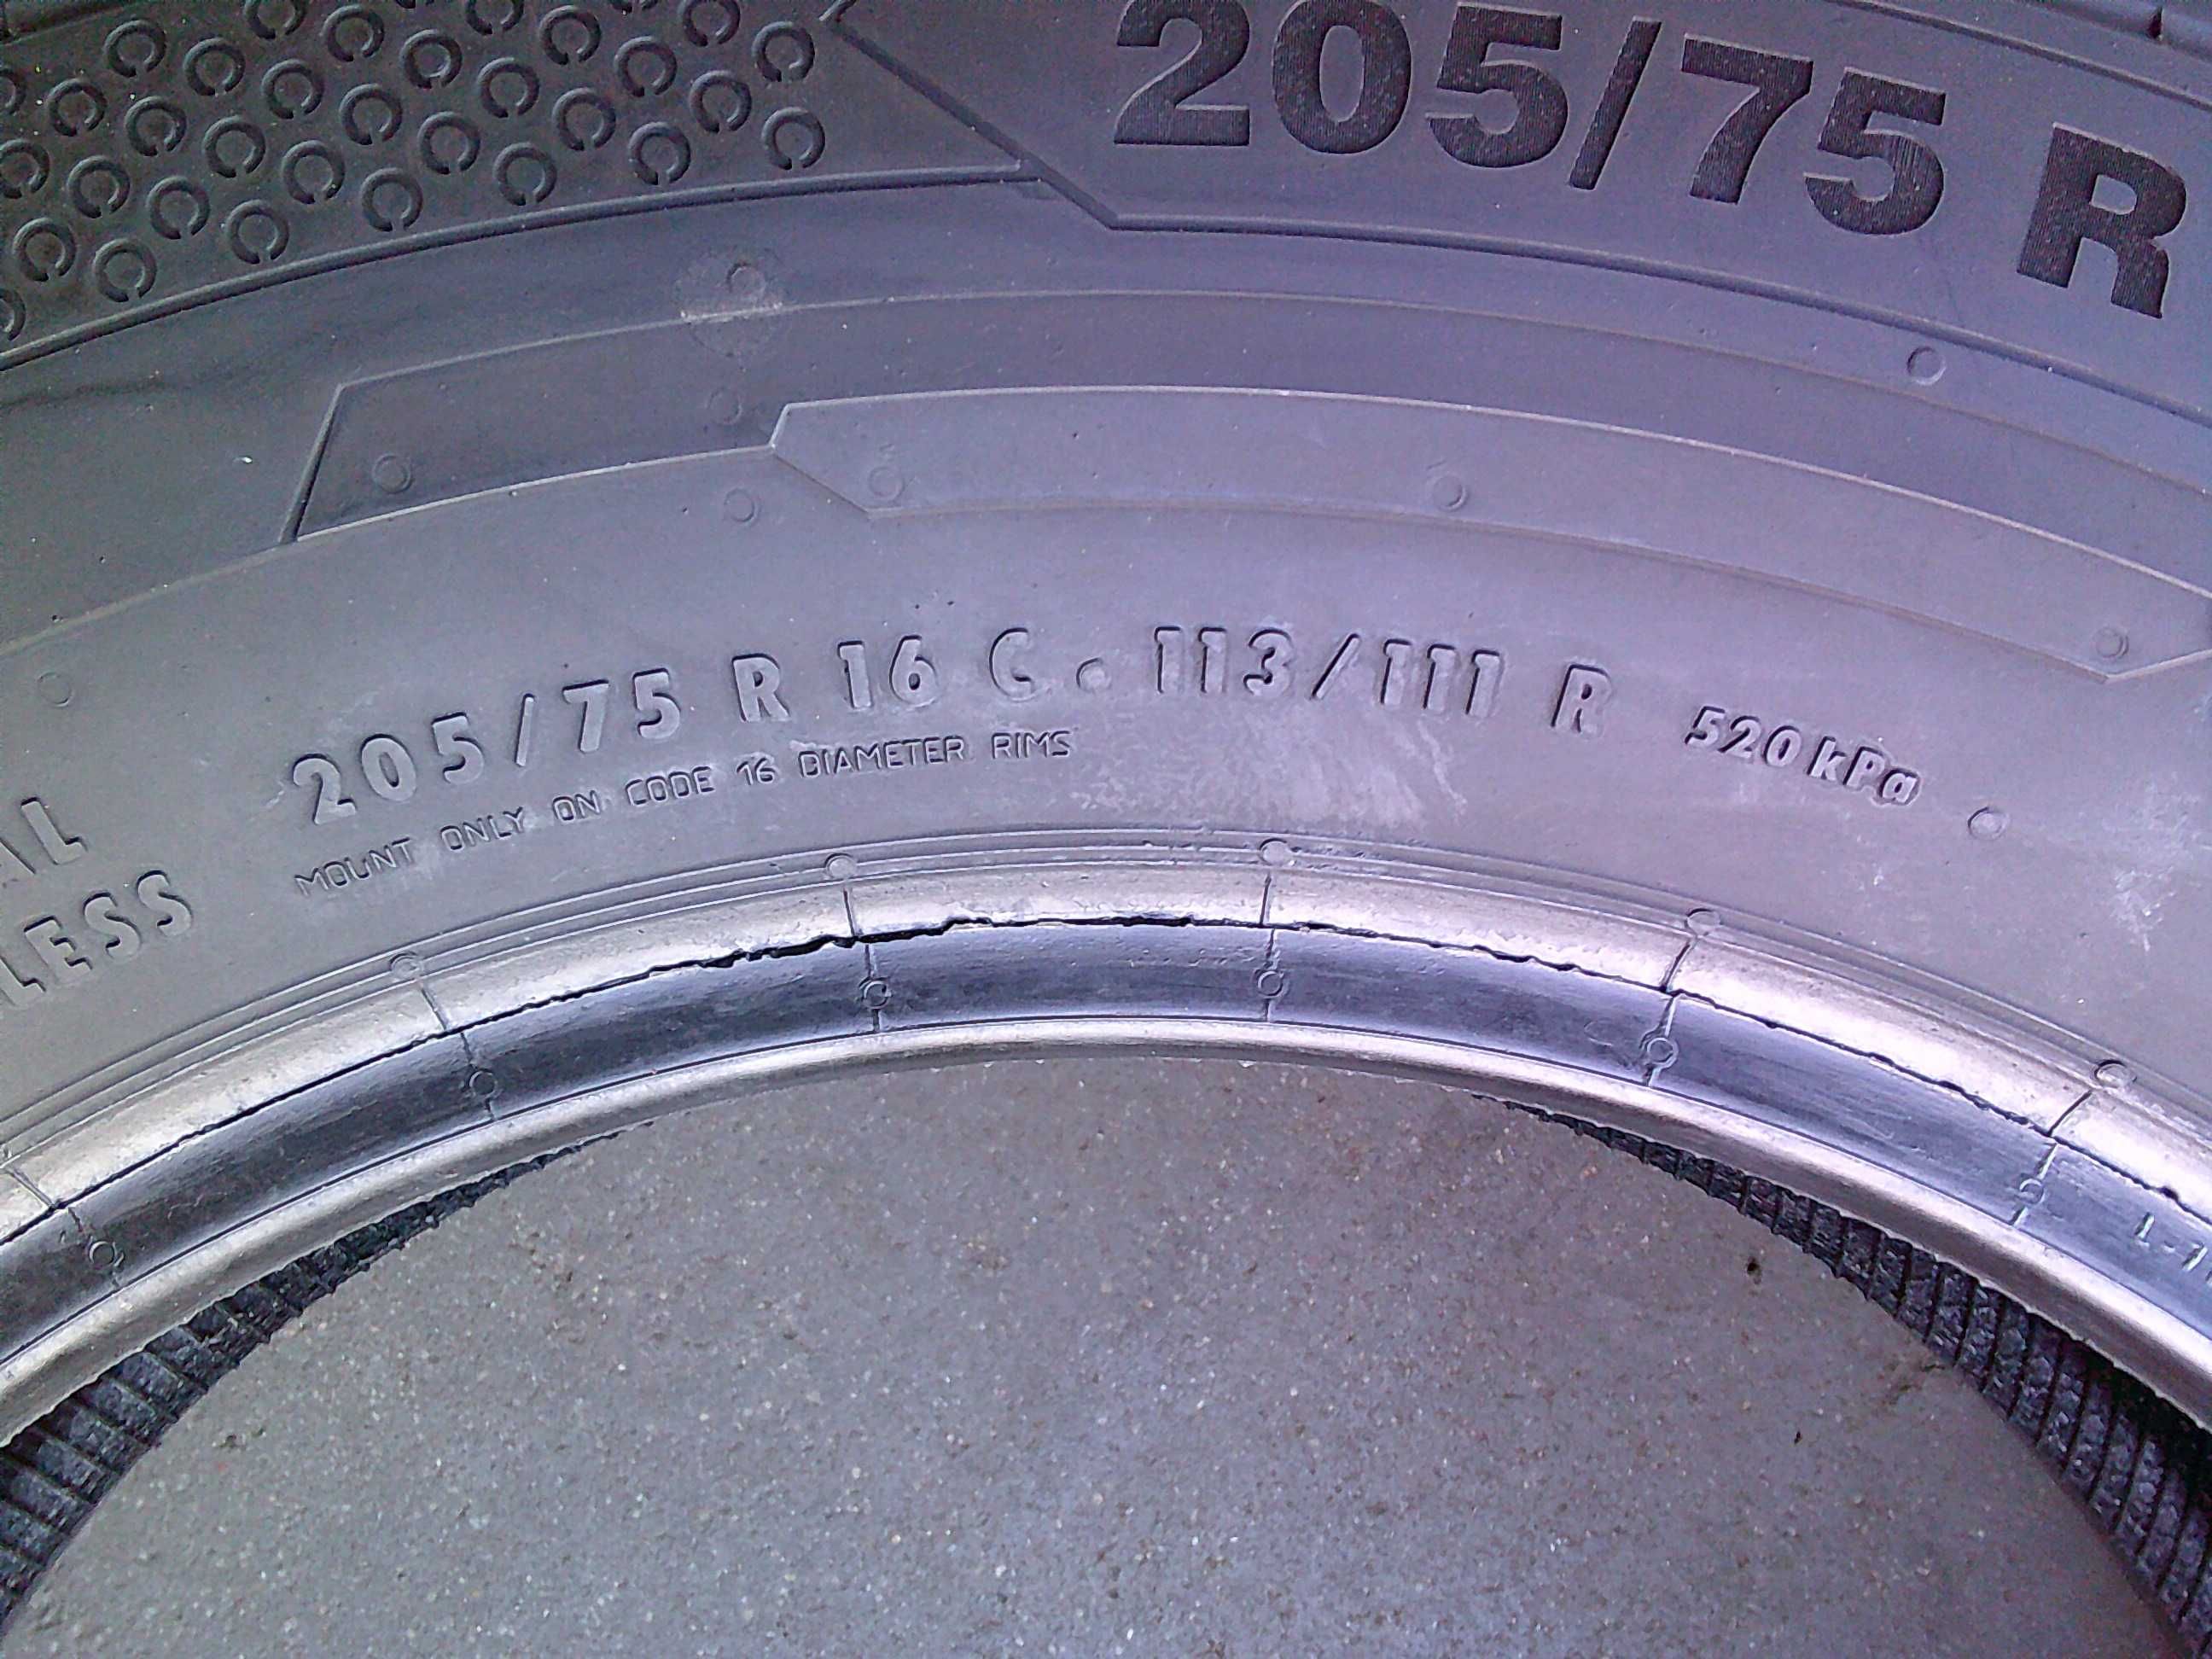 205/75 R
205/75 R 16 C · 113/111 R 520 kPa
MOUNT ONLY ON CODE 16 DIAMETER RIMS
AL
LESS